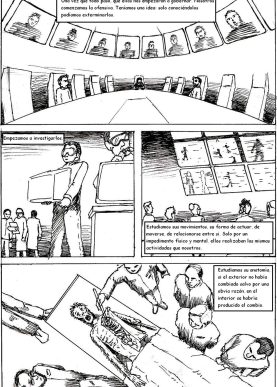 Una vez que todo pasó, que ellos nos empezaron a gobernar. Nosotros
comenzamos la ofensiva. Teníamos una idea: solo conociéndolos
podíamos exterminarlos.
Empezamos a investigarlos.
Estudiamos sus movimientos, su forma de actuar, de
moverse, de relacionarse entre si. Solo por un
impedimento físico y mental, ellos realizaban las mismas
actividades que nosotros.
Estudiamos su anatomía
si el exterior no había
cambiado salvo por una
obvia razón, en el
interior se habría
producido el cambio.